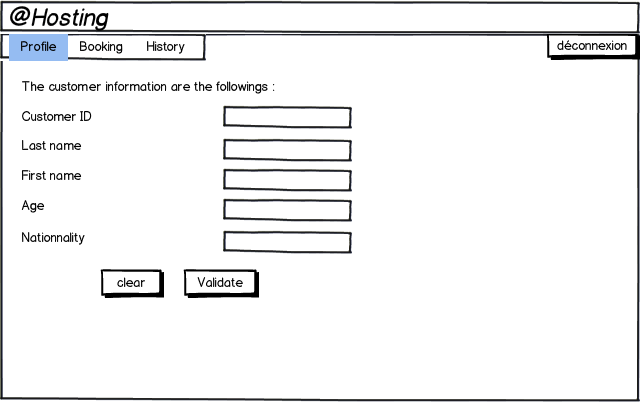 @Hosting
Profile Booking History déconnexion
The customer information are the followings :
Customer ID
Last name
First name
Age
Nationnality
clear Validate